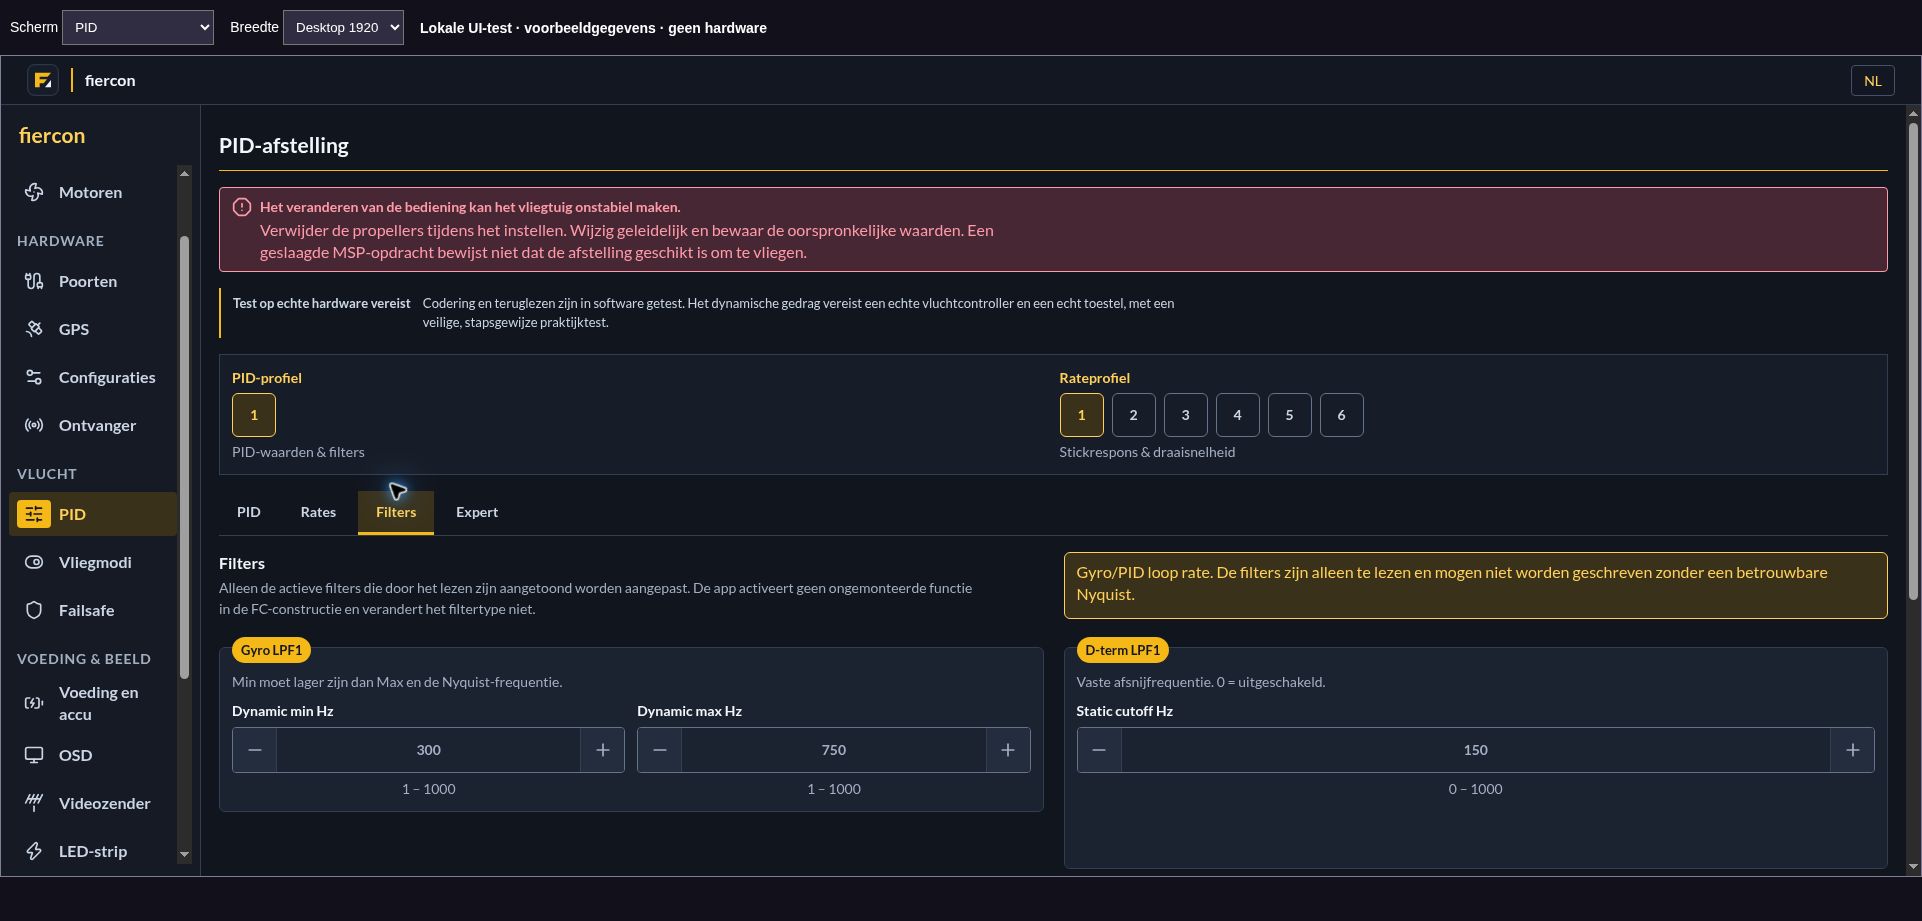 Scherm PID Breedte Desktop 1920 Lokale UI-test · voorbeeldgegevens · geen hardware
fiercon NL
fiercon
Motoren
HARDWARE
Poorten
GPS
Configuraties
Ontvanger
VLUCHT
PID
Vliegmodi
Failsafe
VOEDING & BEELD
Voeding en
accu
OSD
Videozender
LED-strip
PID-afstelling
Het veranderen van de bediening kan het vliegtuig onstabiel maken.
Verwijder de propellers tijdens het instellen. Wijzig geleidelijk en bewaar de oorspronkelijke waarden. Een
geslaagde MSP-opdracht bewijst niet dat de afstelling geschikt is om te vliegen.
Test op echte hardware vereist Codering en teruglezen zijn in software getest. Het dynamische gedrag vereist een echte vluchtcontroller en een echt toestel, met een
veilige, stapsgewijze praktijktest.
PID-profiel
1
PID-waarden & filters
Rateprofiel
1 2 3 4 5 6
Stickrespons & draaisnelheid
PID Rates Filters Expert
Filters
Alleen de actieve filters die door het lezen zijn aangetoond worden aangepast. De app activeert geen ongemonteerde functie
in de FC-constructie en verandert het filtertype niet.
Gyro/PID loop rate. De filters zijn alleen te lezen en mogen niet worden geschreven zonder een betrouwbare
Nyquist.
Gyro LPF1
Min moet lager zijn dan Max en de Nyquist-frequentie.
Dynamic min Hz Dynamic max Hz
− 300 + − 750 +
1 – 1000 1 – 1000
D-term LPF1
Vaste afsnijfrequentie. 0 = uitgeschakeld.
Static cutoff Hz
− 150 +
0 – 1000